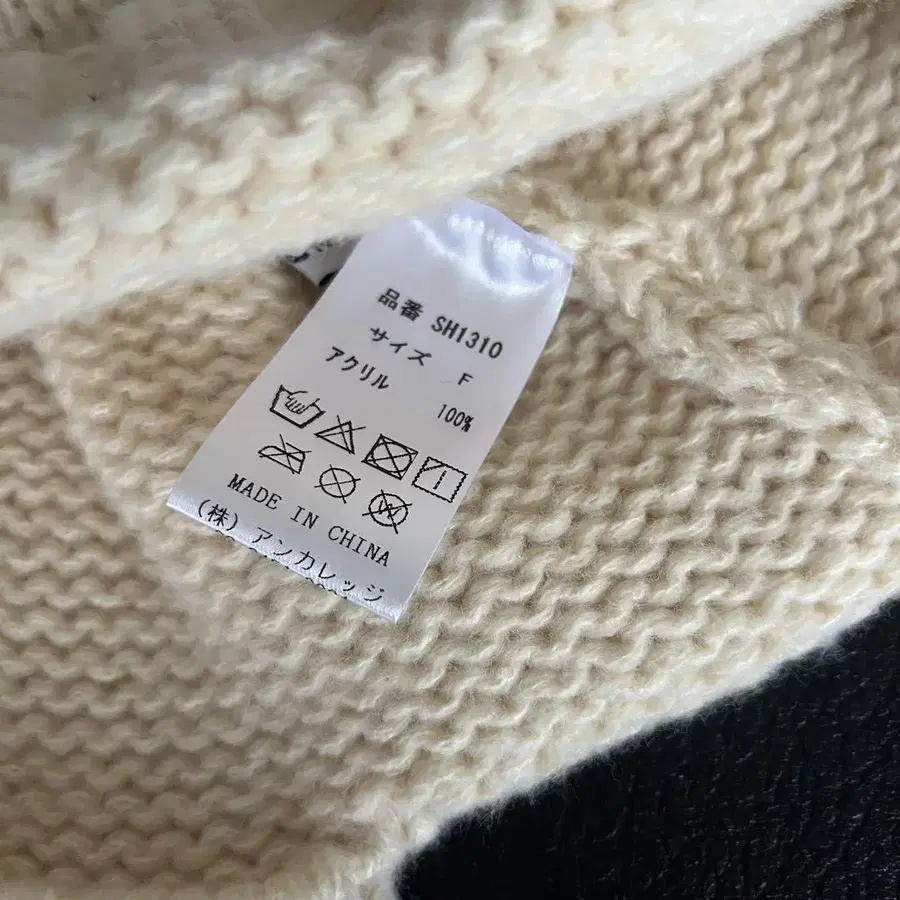 品番 SH1310
サイズ F
アクリル 100%
MADE IN CHINA
(株) アンカレッジ